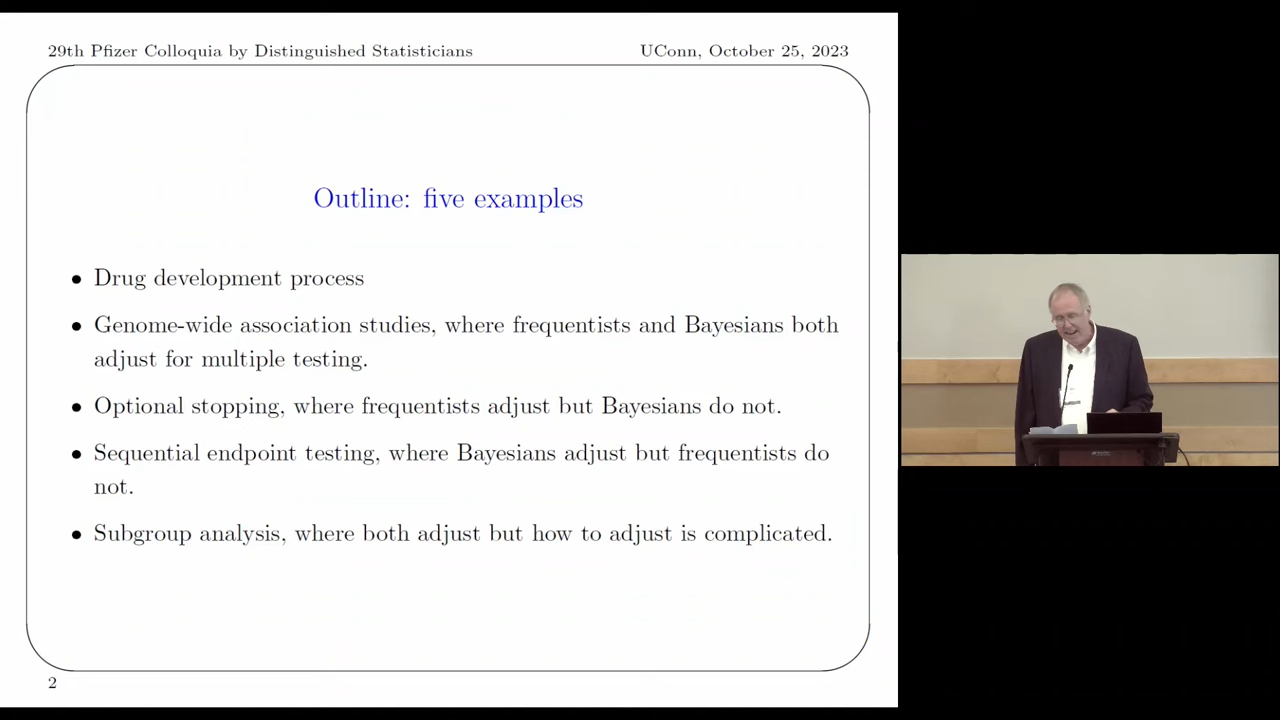 29th Pfizer Colloquia by Distinguished Statisticians UConn, October 25, 2023
Outline: five examples
• Drug development process
• Genome-wide association studies, where frequentists and Bayesians both
adjust for multiple testing.
• Optional stopping, where frequentists adjust but Bayesians do not.
• Sequential endpoint testing, where Bayesians adjust but frequentists do
not.
• Subgroup analysis, where both adjust but how to adjust is complicated.
2